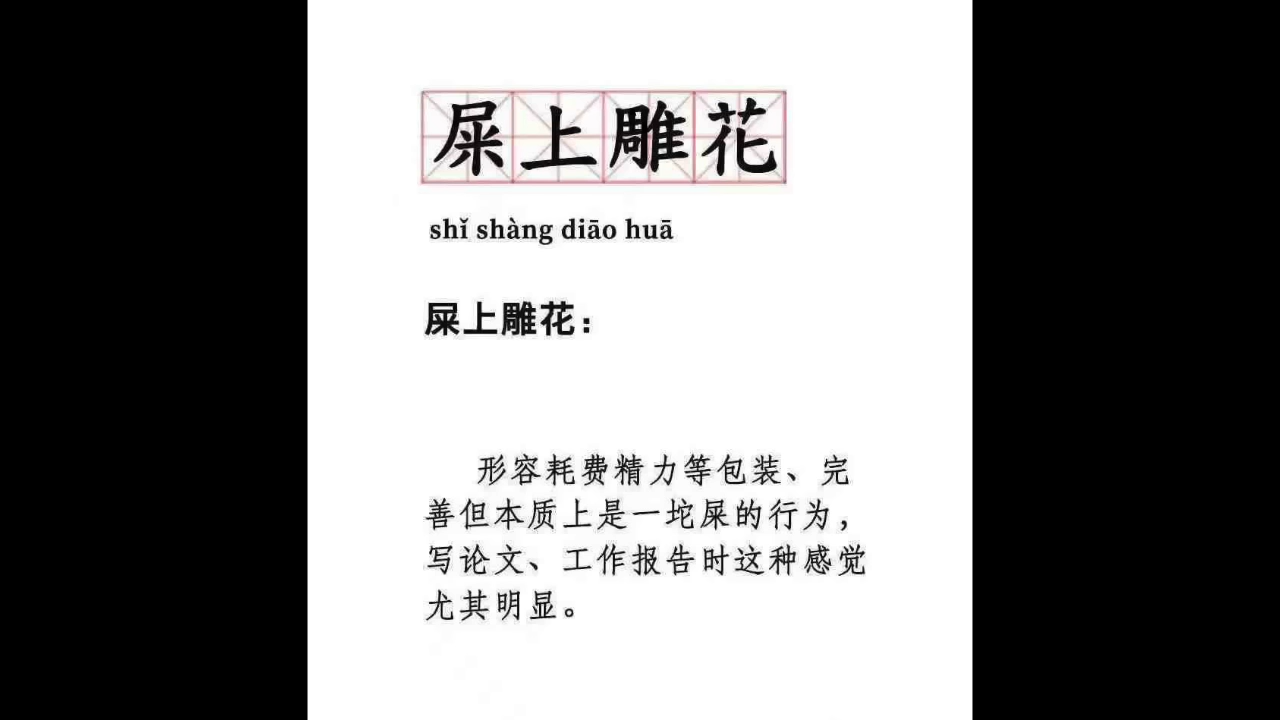 屎上雕花
shǐ shàng diāo huā
屎上雕花：
形容耗费精力等包装、完
善但本质上是一坨屎的行为，
写论文、工作报告时这种感觉
尤其明显。